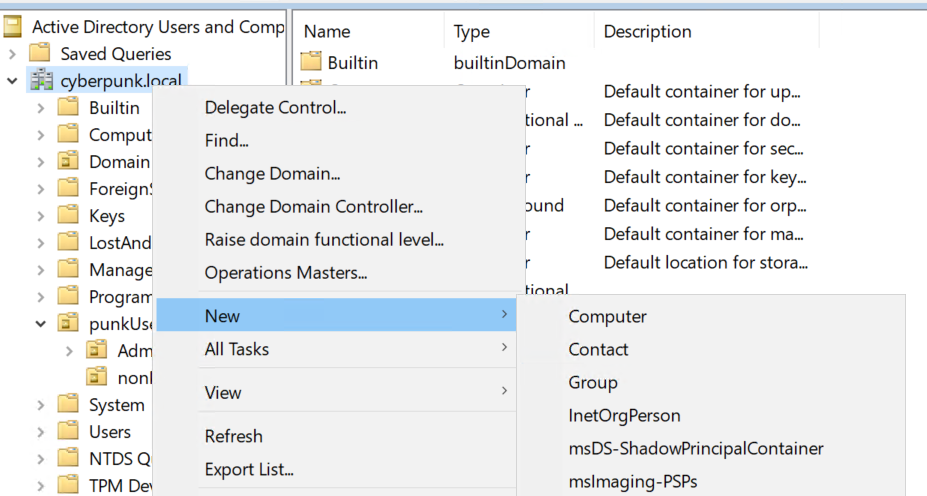 Active Directory Users and Comp
Name Type Description
Saved Queries
cyberpunk.local
Builtin builtinDomain
Builtin
Comput
Domain
ForeignS
Keys
LostAnd
Manage
Program
punkUse
Adm
nonl
System
Users
NTDS Q
TPM Dev
Delegate Control...
Find...
Change Domain...
Change Domain Controller...
Raise domain functional level...
Operations Masters...
New
All Tasks
View
Refresh
Export List...
r Default container for up...
tional ... Default container for do...
r Default container for sec...
r Default container for key...
ound Default container for orp...
r Default container for ma...
r Default location for stora...
tional
Computer
Contact
Group
InetOrgPerson
msDS-ShadowPrincipalContainer
msImaging-PSPs